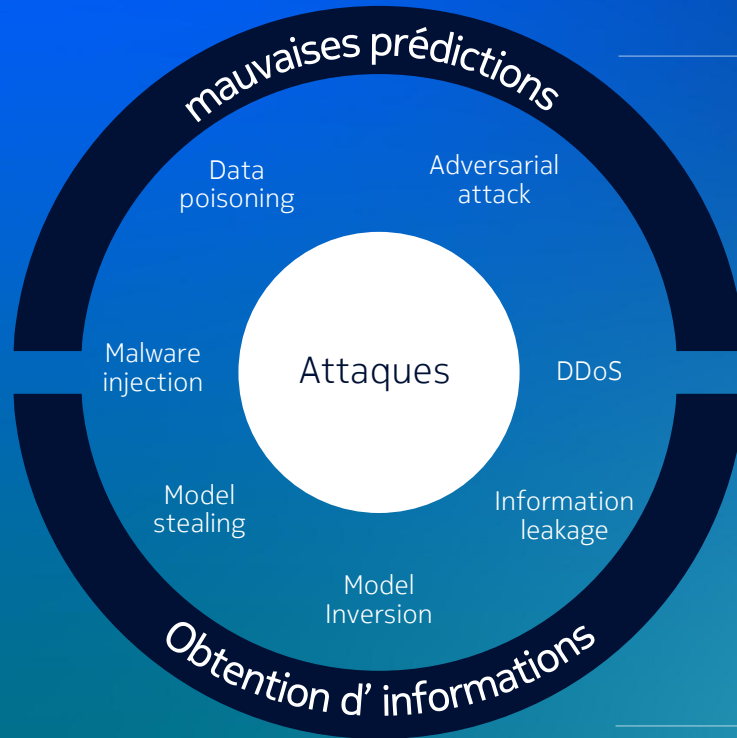 mauvaises prédictions
Data
poisoning
Adversarial
attack
Malware
injection
Attaques
DDoS
Model
stealing
Information
leakage
Model
Inversion
Obtention d’ informations